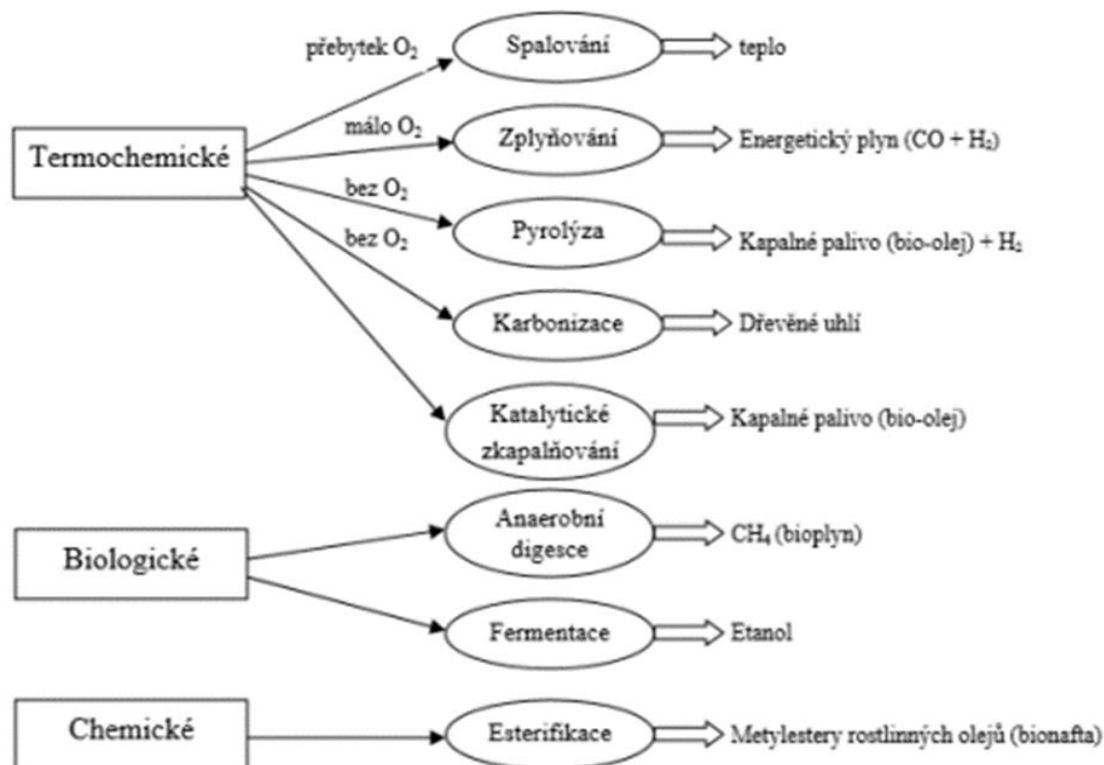 přebytek O₂
Spalování
teplo
Termochemické
málo O₂
Zplyňování
Energetický plyn (CO + H₂)
bez O₂
Pyrolýza
Kapalné palivo (bio-olej) + H₂
bez O₂
Karbonizace
Dřevěné uhlí
Katalytické
zkapalňování
Kapalné palivo (bio-olej)
Biologické
Anaerobní
digesce
CH₄ (bioplyn)
Fermentace
Etanol
Chemické
Esterifikace
Metylestery rostlinných olejů (bionafta)